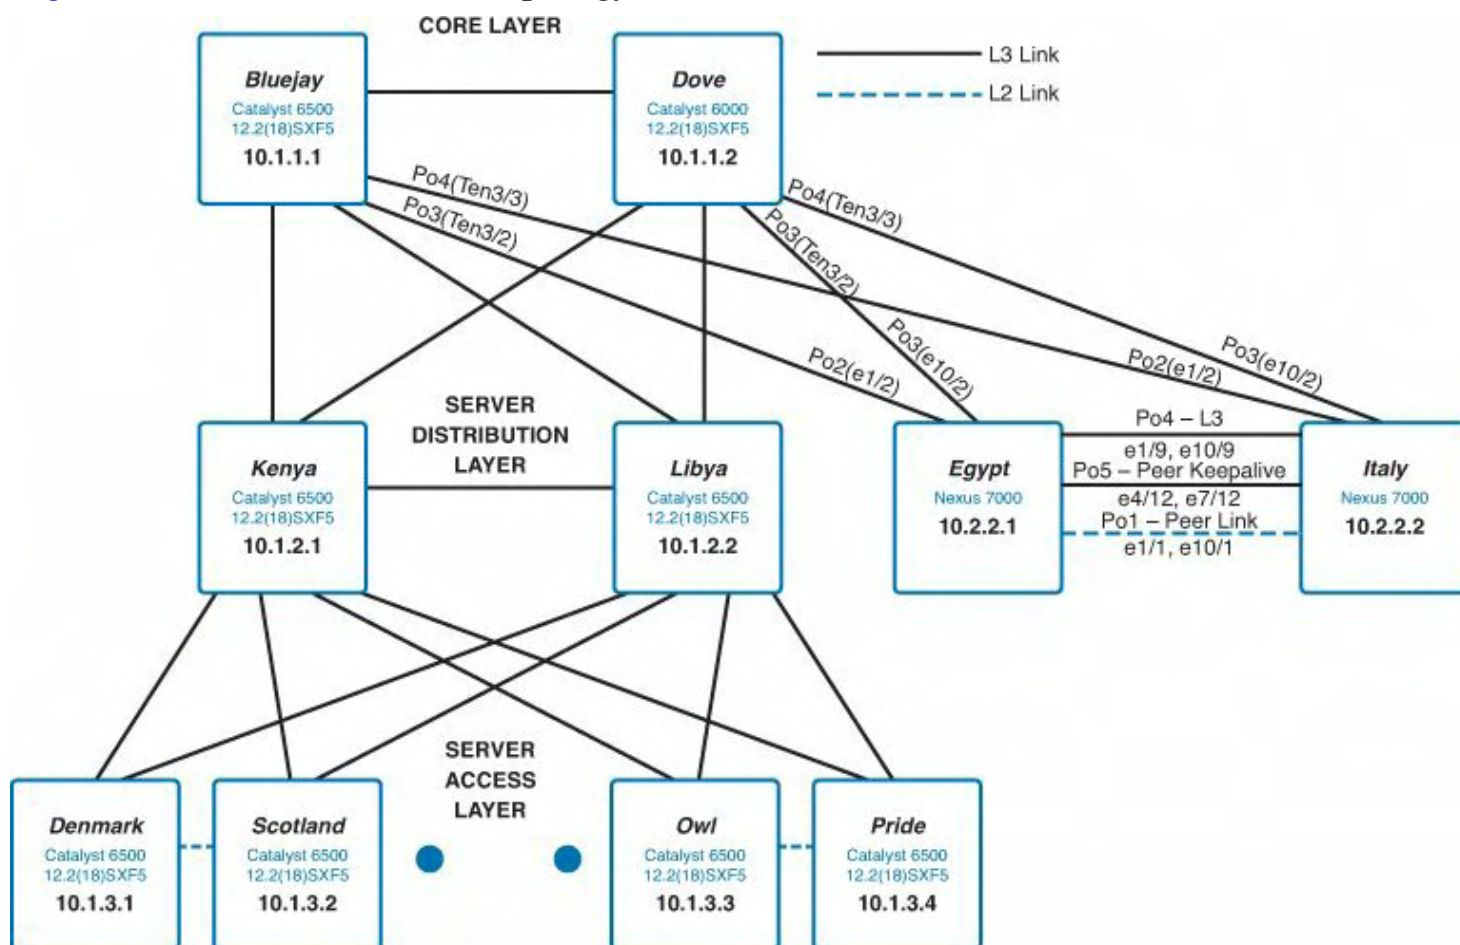 CORE LAYER
Bluejay
Catalyst 6500
12.2(18)SXF5
10.1.1.1
Dove
Catalyst 6000
12.2(18)SXF5
10.1.1.2
L3 Link
L2 Link
Po4(Ten3/3)
Po3(Ten3/2)
Po4(Ten3/3)
Po3(Ten3/2)
Po3(e10/2)
Po2(e1/2)
Po2(e1/2)
Po3(e10/2)
SERVER
DISTRIBUTION
LAYER
Kenya
Catalyst 6500
12.2(18)SXF5
10.1.2.1
Libya
Catalyst 6500
12.2(18)SXF5
10.1.2.2
Egypt
Nexus 7000
10.2.2.1
Po4 – L3
e1/9, e10/9
Po5 – Peer Keepalive
e4/12, e7/12
Po1 – Peer Link
e1/1, e10/1
Italy
Nexus 7000
10.2.2.2
SERVER
ACCESS
LAYER
Denmark
Catalyst 6500
12.2(18)SXF5
10.1.3.1
Scotland
Catalyst 6500
12.2(18)SXF5
10.1.3.2
Owl
Catalyst 6500
12.2(18)SXF5
10.1.3.3
Pride
Catalyst 6500
12.2(18)SXF5
10.1.3.4